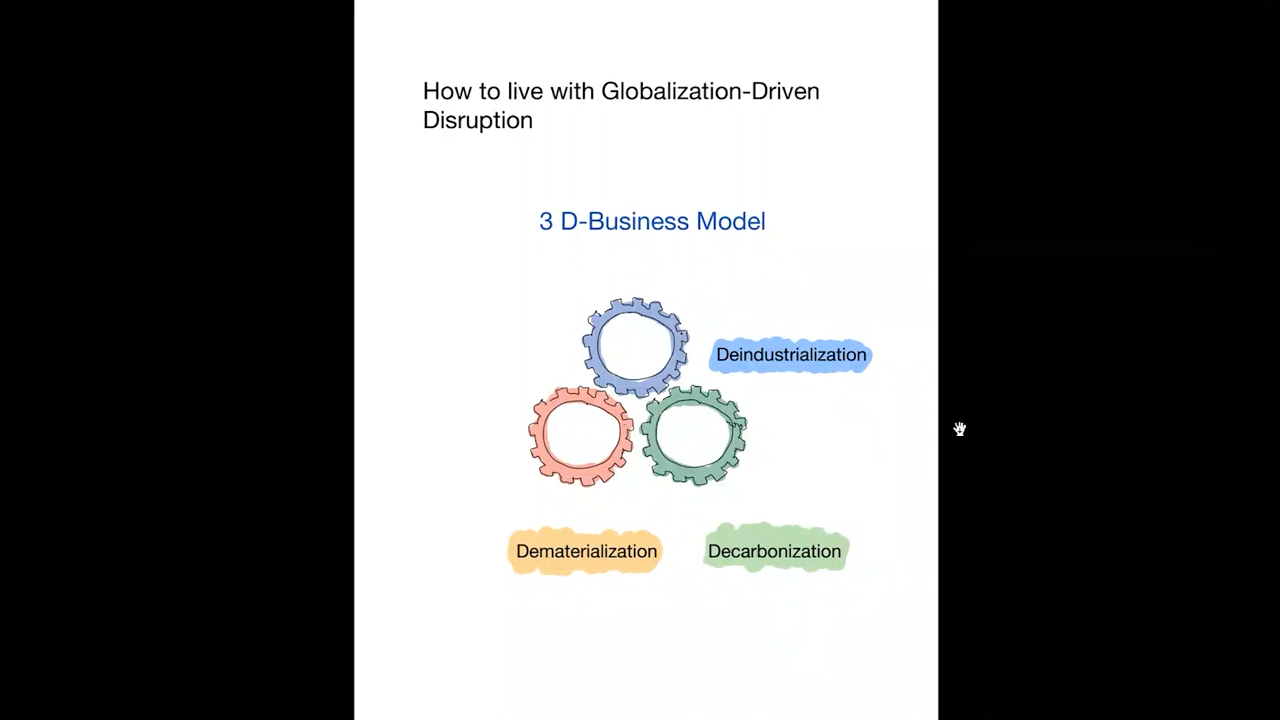 How to live with Globalization-Driven
Disruption
3 D-Business Model
Deindustrialization
Dematerialization
Decarbonization